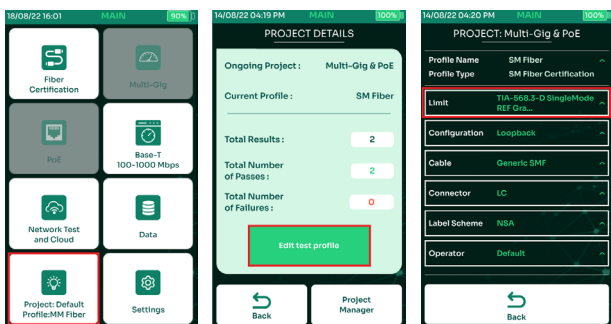 18/08/22 16:01 MAIN 90%
Fiber
Certification
Multi-Gig
PoE
Base-T
100-1000 Mbps
Network Test
and Cloud
Data
Project: Default
Profile:MM Fiber
Settings
14/08/22 04:19 PM MAIN 100%
PROJECT DETAILS
Ongoing Project : Multi-Gig & PoE
Current Profile : SM Fiber
Total Results : 2
Total Number
of Passes : 2
Total Number
of Failures : 0
Edit test profile
Back
Project
Manager
14/08/22 04:20 PM MAIN 100%
PROJECT: Multi-Gig & PoE
Profile Name SM Fiber
Profile Type SM Fiber Certification
Limit TIA-568.3-D SingleMode
REF Gra...
Configuration Loopback
Cable Generic SMF
Connector LC
Label Scheme NSA
Operator Default
Back